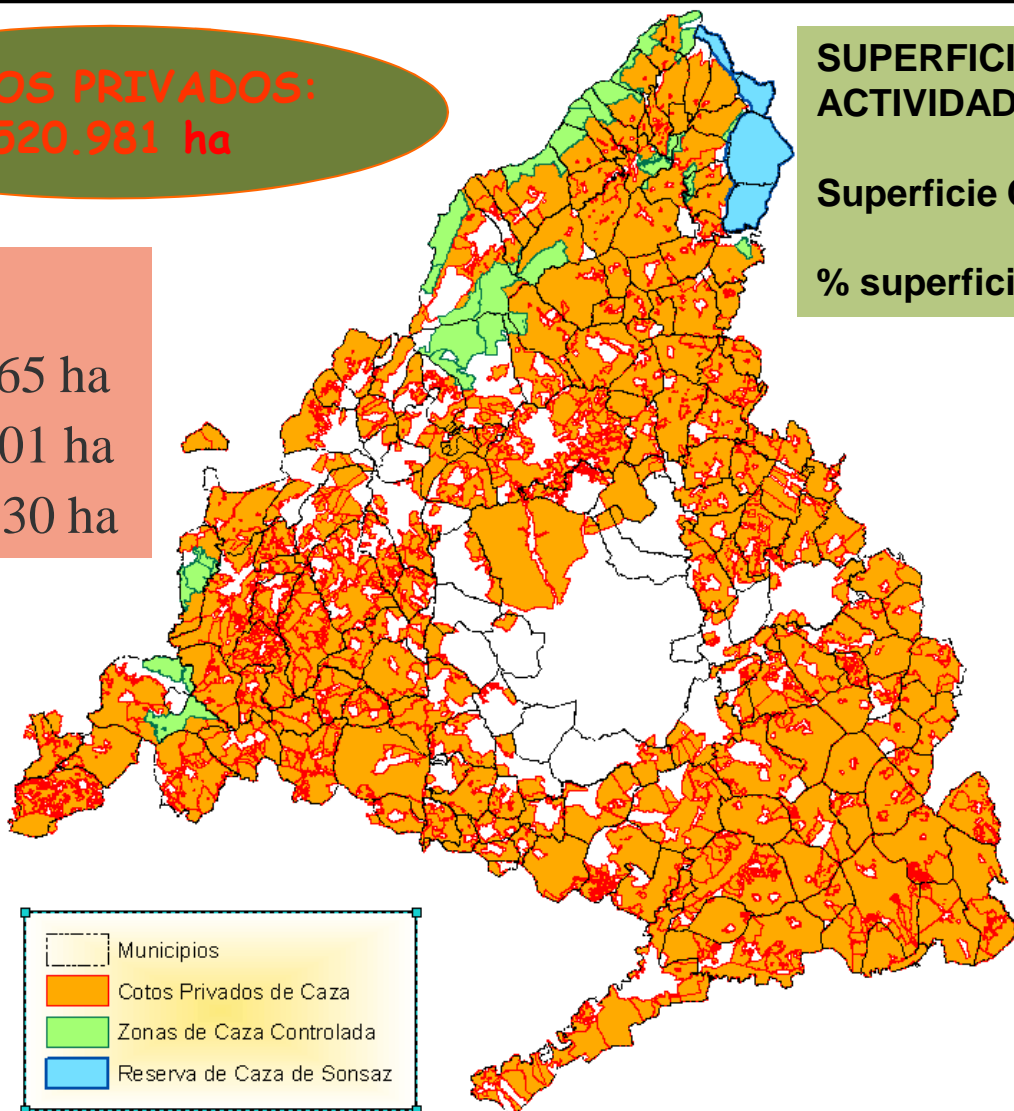 OS PRIVADOS:
520.981 ha
SUPERFICI
ACTIVIDAD
Superficie
% superfici
65 ha
01 ha
30 ha
Municipios
Cotos Privados de Caza
Zonas de Caza Controlada
Reserva de Caza de Sonsaz